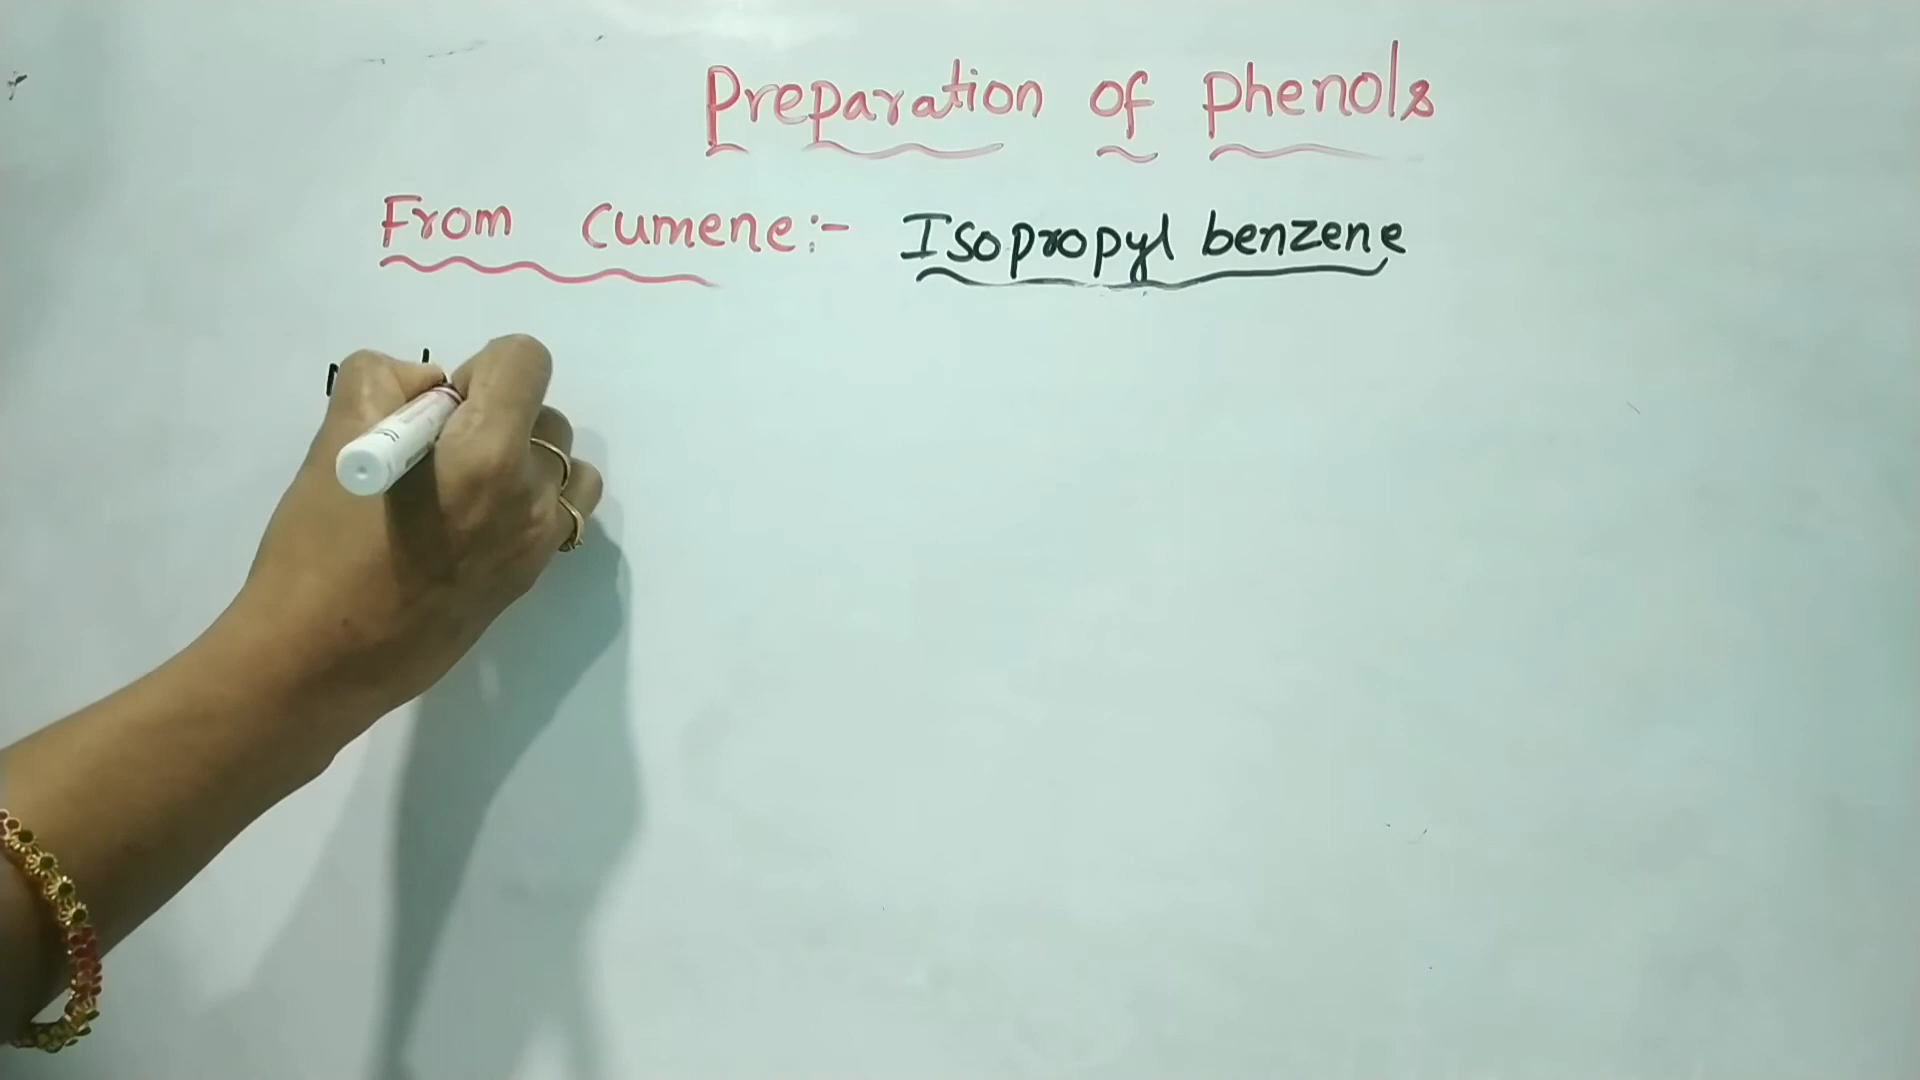 Preparation of phenols
From Cumene:- Isopropyl benzene